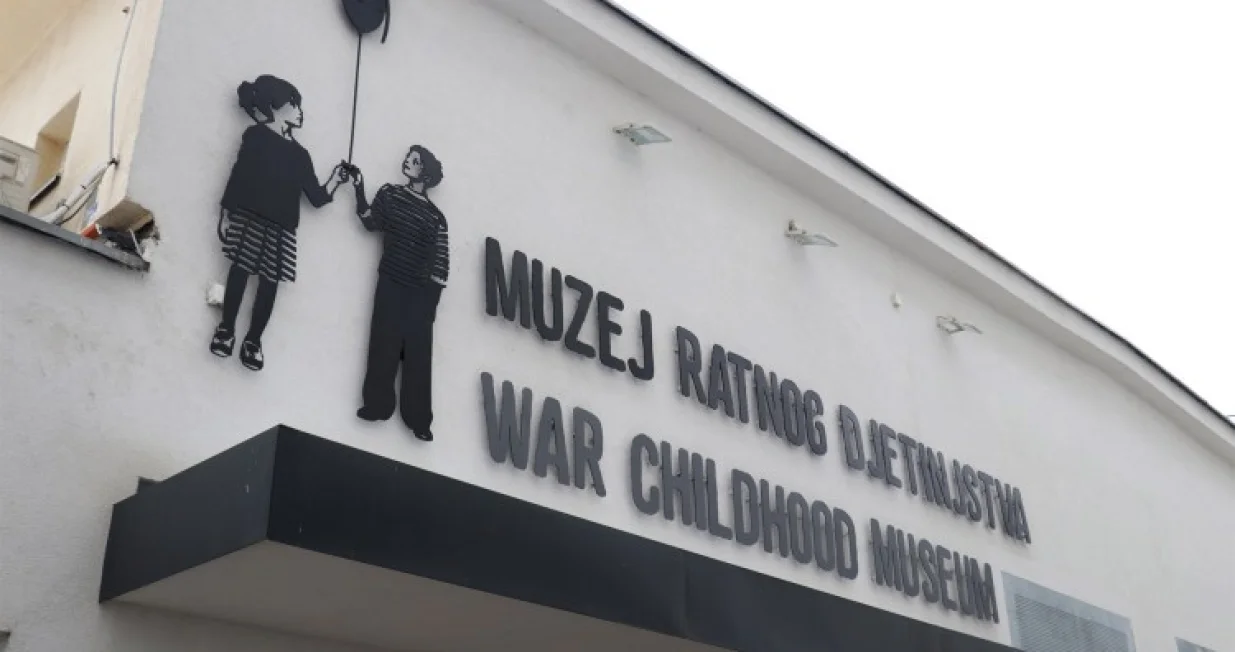 MUZEJ RATNOG DJETINJSTVA
WAR CHILDHOOD MUSEUM